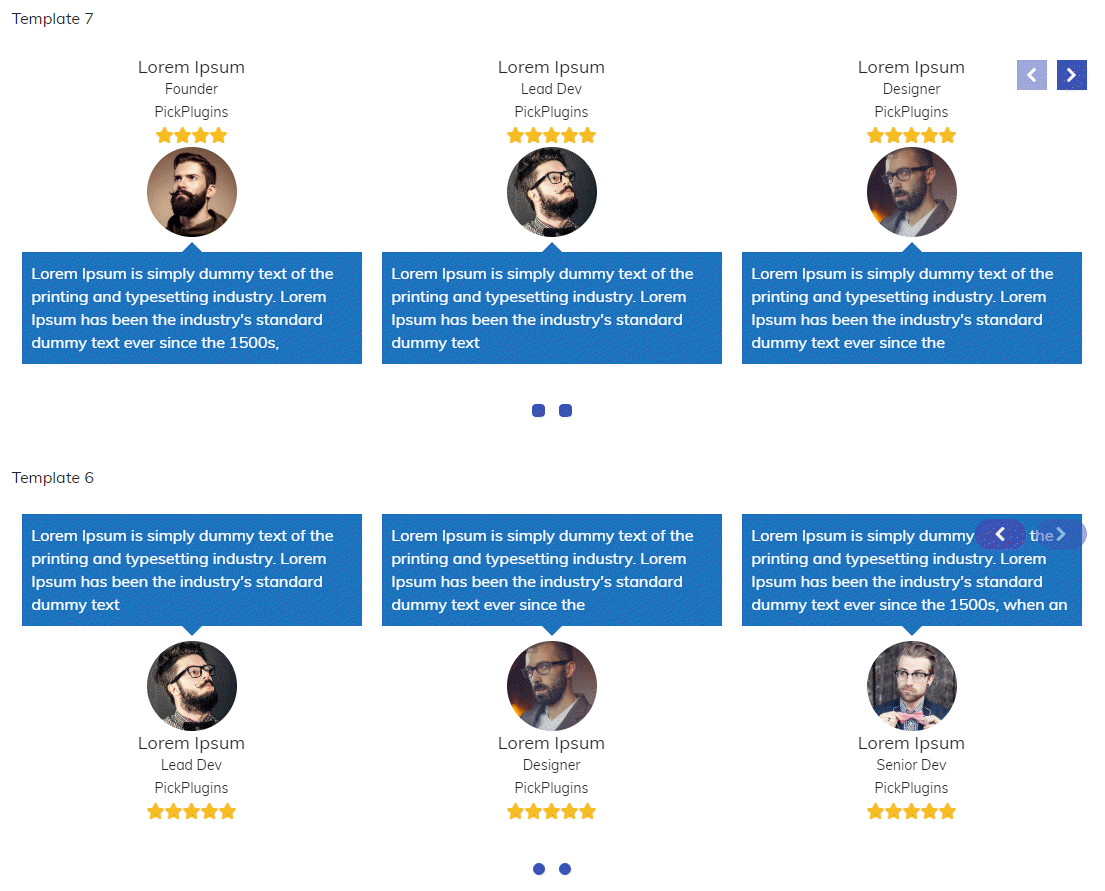 Template 7
Lorem Ipsum
Founder
PickPlugins
Lorem Ipsum is simply dummy text of the
printing and typesetting industry. Lorem
Ipsum has been the industry's standard
dummy text ever since the 1500s,
Lorem Ipsum
Lead Dev
PickPlugins
Lorem Ipsum is simply dummy text of the
printing and typesetting industry. Lorem
Ipsum has been the industry's standard
dummy text
Lorem Ipsum
Designer
PickPlugins
Lorem Ipsum is simply dummy text of the
printing and typesetting industry. Lorem
Ipsum has been the industry's standard
dummy text ever since the
Template 6
Lorem Ipsum is simply dummy text of the
printing and typesetting industry. Lorem
Ipsum has been the industry's standard
dummy text
Lorem Ipsum
Lead Dev
PickPlugins
Lorem Ipsum is simply dummy text of the
printing and typesetting industry. Lorem
Ipsum has been the industry's standard
dummy text ever since the
Lorem Ipsum
Designer
PickPlugins
Lorem Ipsum is simply dummy the
printing and typesetting industry. Lorem
Ipsum has been the industry's standard
dummy text ever since the 1500s, when an
Lorem Ipsum
Senior Dev
PickPlugins